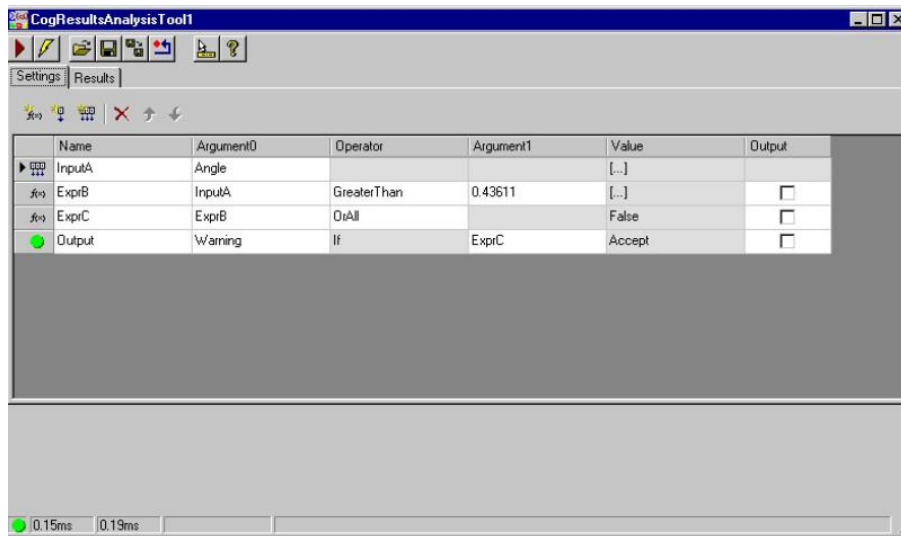 CogResultsAnalysisTool1
Settings Results
f(×)
Name Argument0 Operator Argument1 Value Output
InputA Angle [...]
f(×) ExprB InputA GreaterThan 0.43611 [...]
f(×) ExprC ExprB OrAll False
Output Warning If ExprC Accept
0.15ms 0.19ms